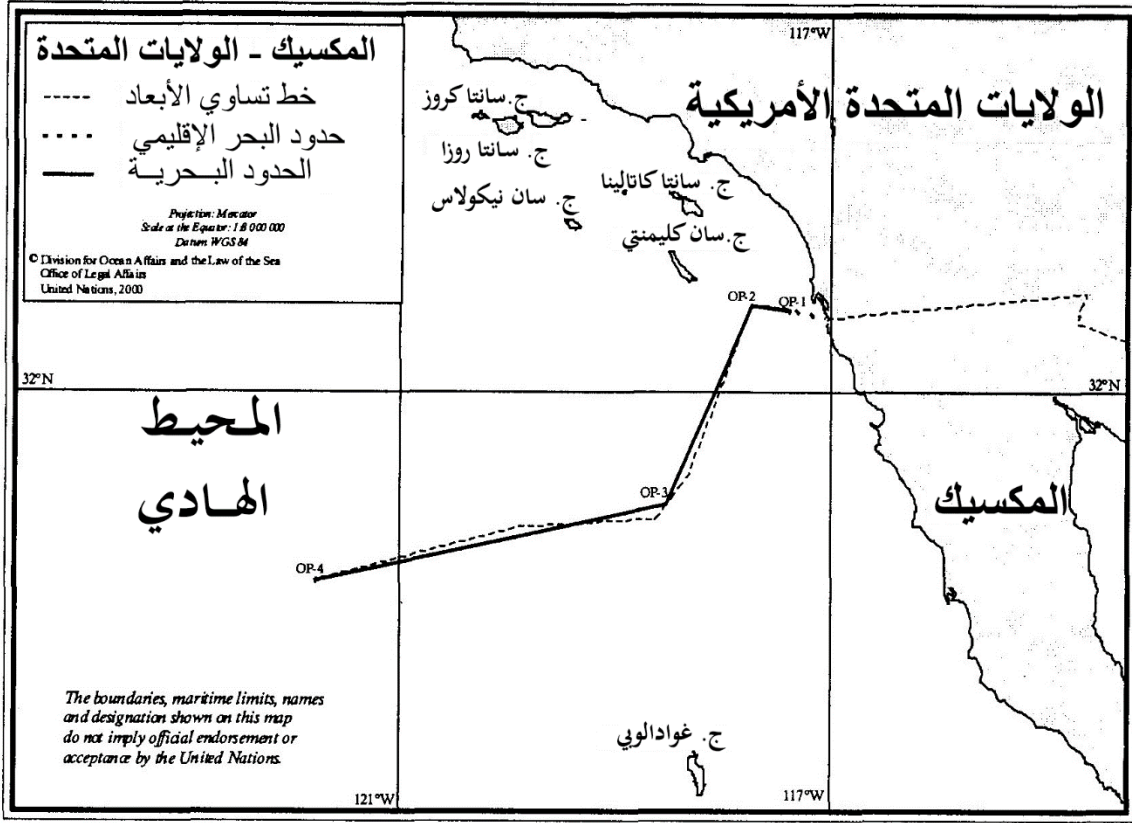 المكسيك - الولايات المتحدة
خط تساوي الأبعاد
حدود البحر الإقليمي
الحدود البـحريـة
Projection: Mercator
Scale at the Equator: 1:8 000 000
Datum: WGS 84
© Division for Ocean Affairs and the Law of the Sea
Office of Legal Affairs
United Nations, 2000
117°W
الولايات المتحدة الأمريكية
ج.سانتا كروز
ج. سانتا روزا
ج. سانتا كاتالينا
ج. سان نيكولاس
ج.سان كليمنتي
OP-2
OP-1
32°N
32°N
المحيـط
الهـادي
OP-3
المكسيك
OP-4
The boundaries, maritime limits, names
and designation shown on this map
do not imply official endorsement or
acceptance by the United Nations.
ج. غوادالوبي
121°W
117°W